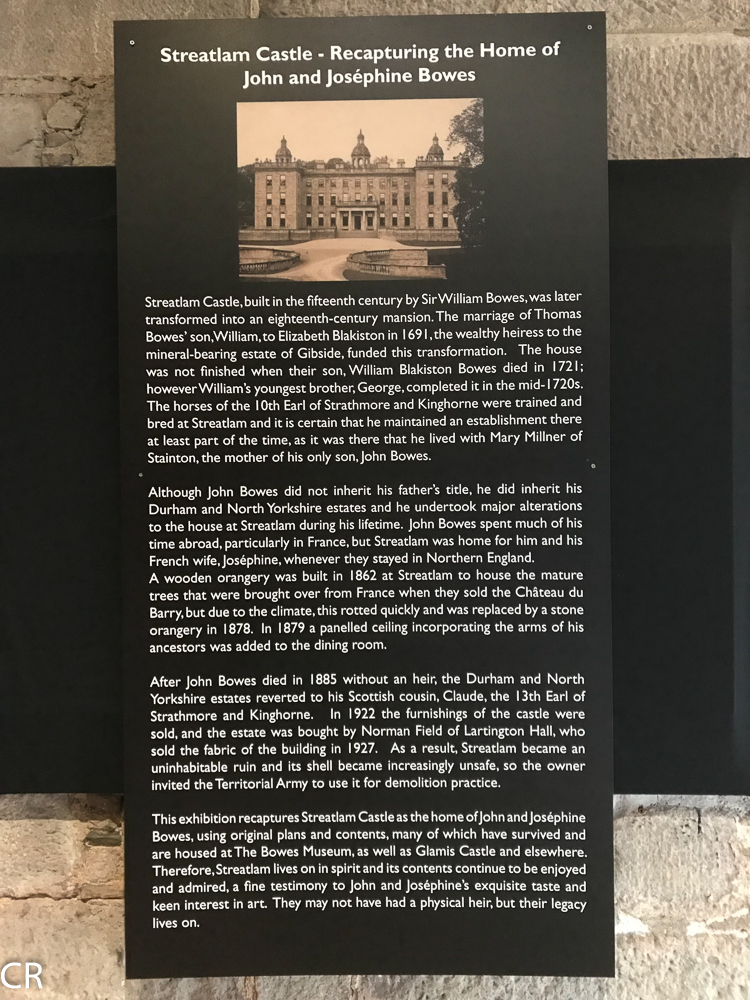 Streatlam Castle - Recapturing the Home of
John and Joséphine Bowes
Streatlam Castle, built in the fifteenth century by Sir William Bowes, was later
transformed into an eighteenth-century mansion. The marriage of Thomas
Bowes' son, William, to Elizabeth Blakiston in 1691, the wealthy heiress to the
mineral-bearing estate of Gibside, funded this transformation. The house
was not finished when their son, William Blakiston Bowes died in 1721;
however William's youngest brother, George, completed it in the mid-1720s.
The horses of the 10th Earl of Strathmore and Kinghorne were trained and
bred at Streatlam and it is certain that he maintained an establishment there
at least part of the time, as it was there that he lived with Mary Millner of
Stainton, the mother of his only son, John Bowes.
Although John Bowes did not inherit his father's title, he did inherit his
Durham and North Yorkshire estates and he undertook major alterations
to the house at Streatlam during his lifetime. John Bowes spent much of his
time abroad, particularly in France, but Streatlam was home for him and his
French wife, Joséphine, whenever they stayed in Northern England.
A wooden orangery was built in 1862 at Streatlam to house the mature
trees that were brought over from France when they sold the Château du
Barry, but due to the climate, this rotted quickly and was replaced by a stone
orangery in 1878. In 1879 a panelled ceiling incorporating the arms of his
ancestors was added to the dining room.
After John Bowes died in 1885 without an heir, the Durham and North
Yorkshire estates reverted to his Scottish cousin, Claude, the 13th Earl of
Strathmore and Kinghorne. In 1922 the furnishings of the castle were
sold, and the estate was bought by Norman Field of Lartington Hall, who
sold the fabric of the building in 1927. As a result, Streatlam became an
uninhabitable ruin and its shell became increasingly unsafe, so the owner
invited the Territorial Army to use it for demolition practice.
This exhibition recaptures Streatlam Castle as the home of John and Joséphine
Bowes, using original plans and contents, many of which have survived and
are housed at The Bowes Museum, as well as Glamis Castle and elsewhere.
Therefore, Streatlam lives on in spirit and its contents continue to be enjoyed
and admired, a fine testimony to John and Joséphine's exquisite taste and
keen interest in art. They may not have had a physical heir, but their legacy
lives on.
CR